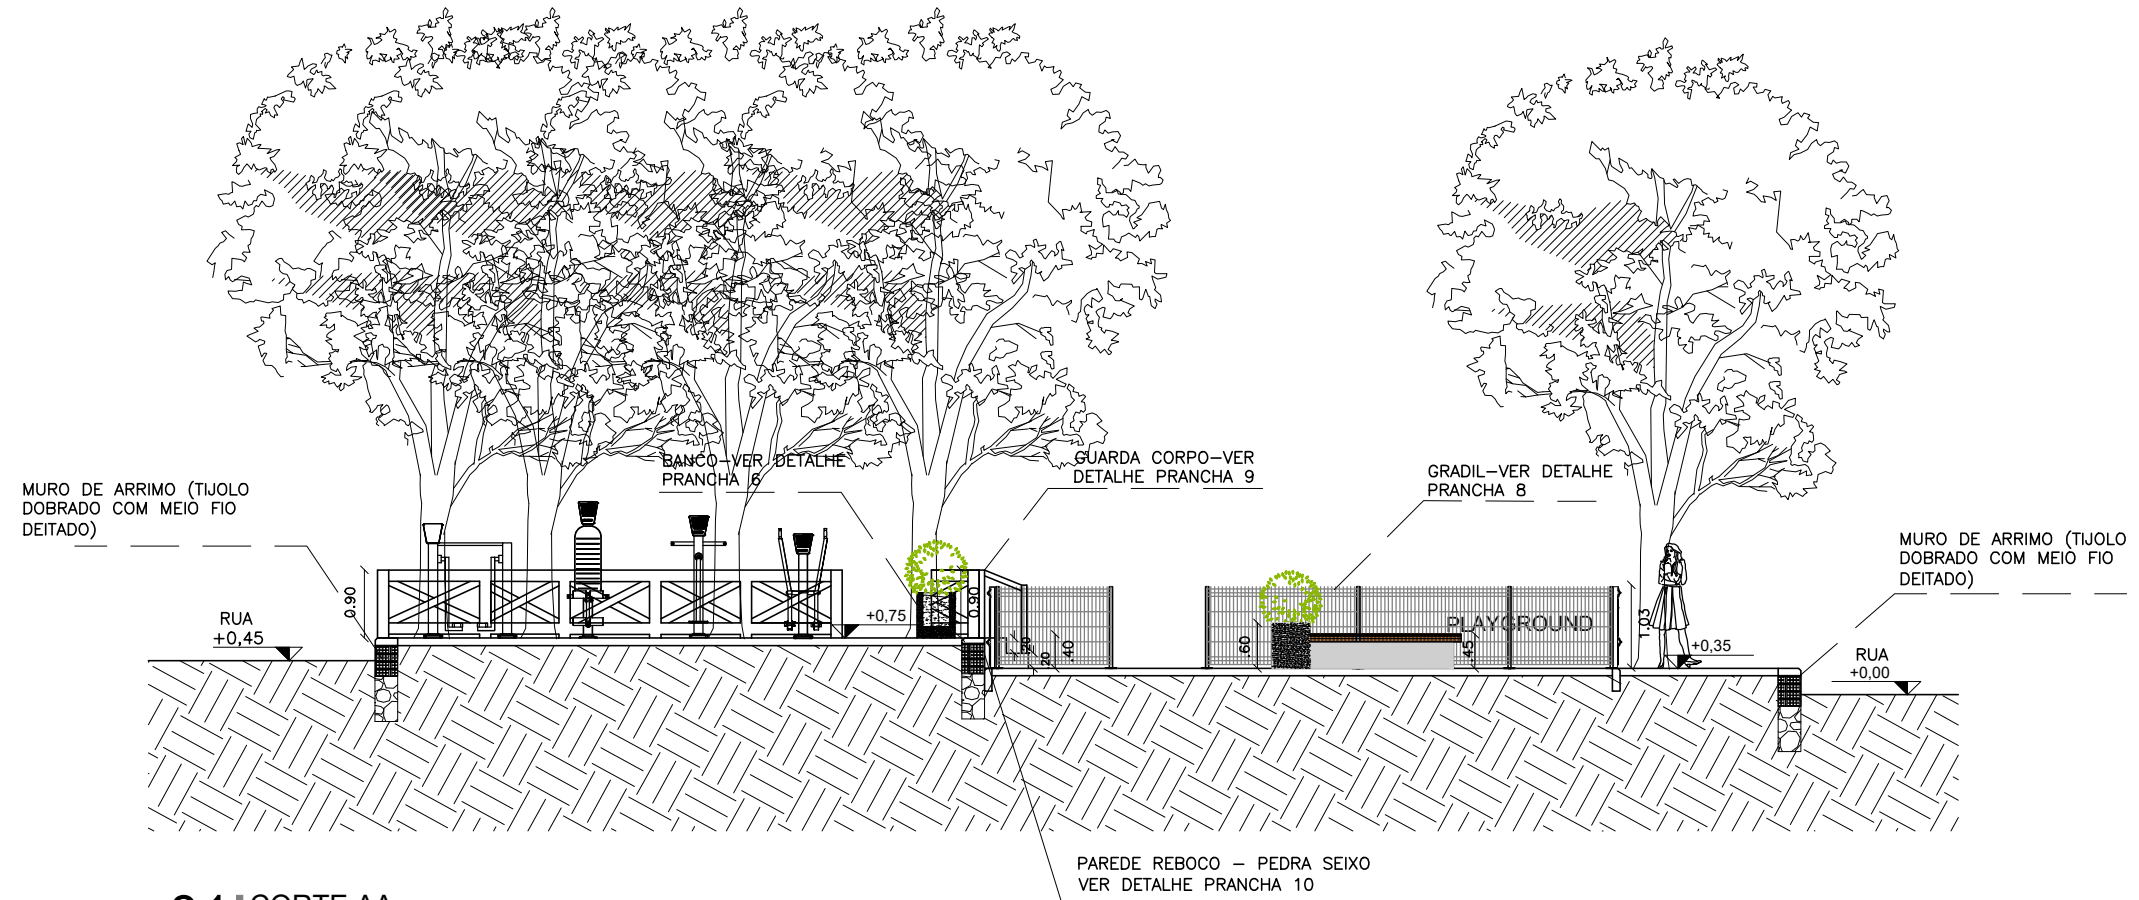 BANCO-VER DETALHE
PRANCHA 6
GUARDA CORPO-VER
DETALHE PRANCHA 9
GRADIL-VER DETALHE
PRANCHA 8
MURO DE ARRIMO (TIJOLO
DOBRADO COM MEIO FIO
DEITADO)
MURO DE ARRIMO (TIJOLO
DOBRADO COM MEIO FIO
DEITADO)
0.90
RUA
+0,45
+0,75
0.90
.20
.20
.40
.60
PLAYGROUND
.45
1.03
+0,35
RUA
+0,00
PAREDE REBOCO – PEDRA SEIXO
VER DETALHE PRANCHA 10
CORTE AA